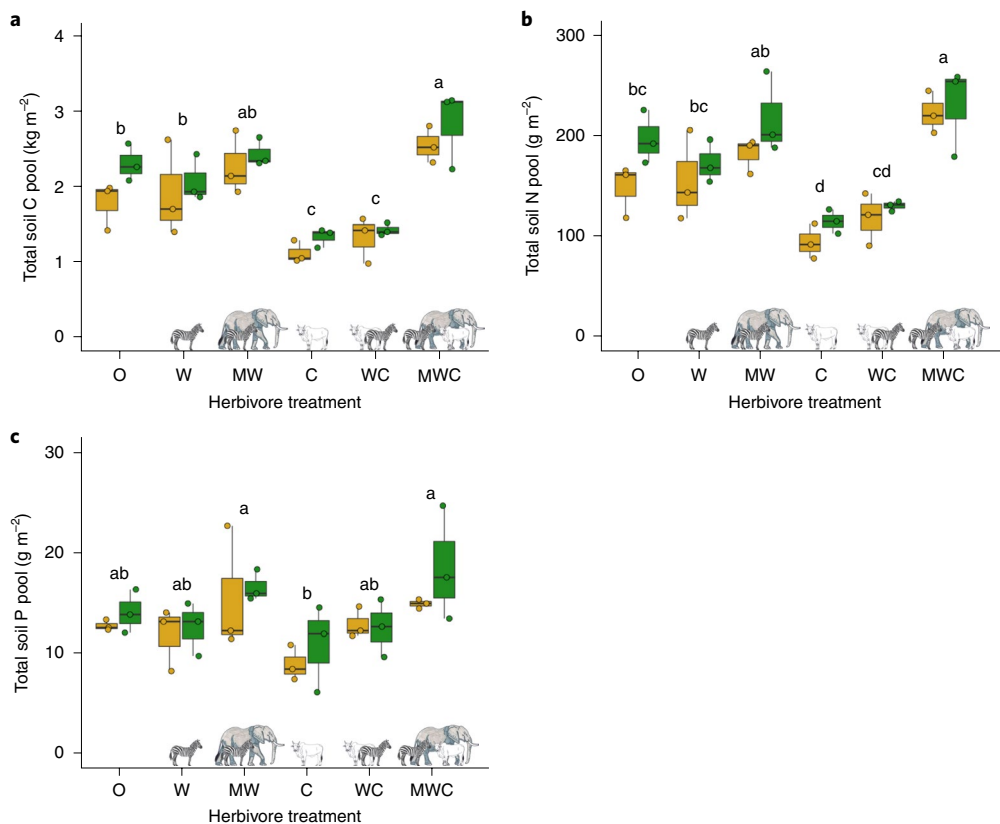 a
Total soil C pool (kg m⁻²)
4
3
2
1
0
b
b
ab
c
c
a
O W MW C WC MWC
Herbivore treatment
b
Total soil N pool (g m⁻²)
300
200
100
0
bc
bc
ab
d
cd
a
O W MW C WC MWC
Herbivore treatment
c
Total soil P pool (g m⁻²)
30
20
10
0
ab
ab
a
b
ab
a
O W MW C WC MWC
Herbivore treatment